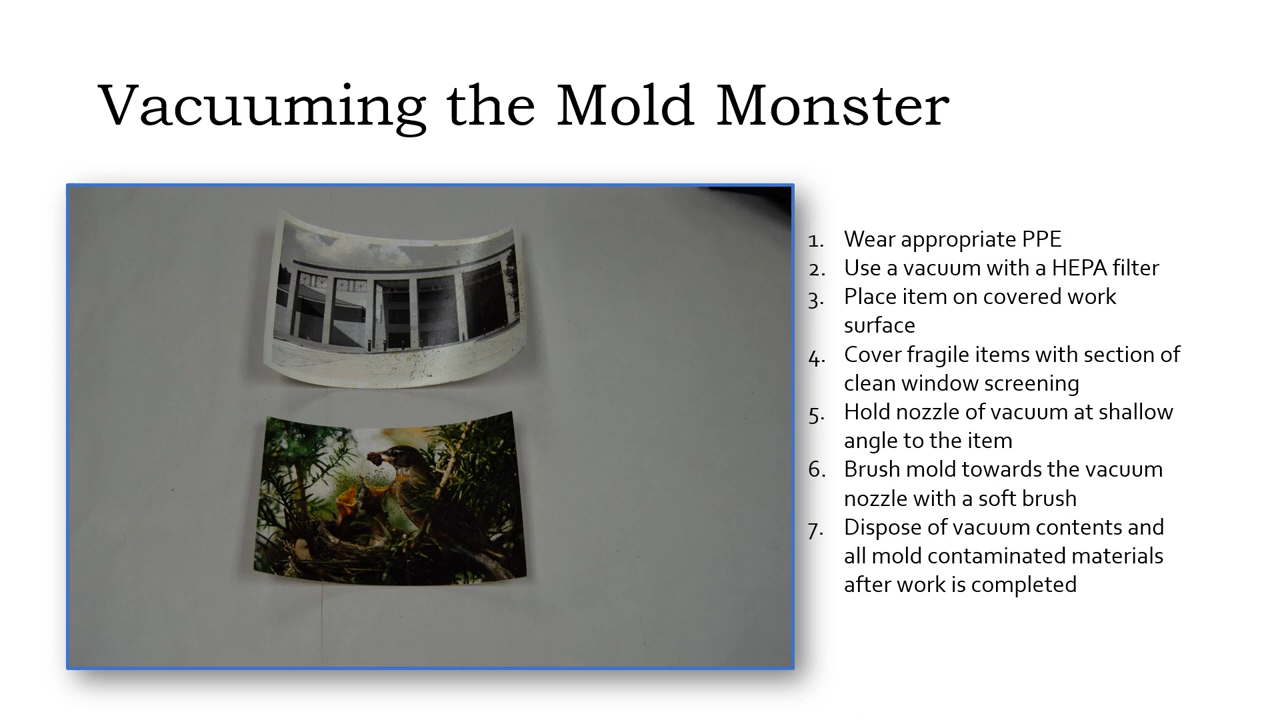 Vacuuming the Mold Monster
1. Wear appropriate PPE
2. Use a vacuum with a HEPA filter
3. Place item on covered work
surface
4. Cover fragile items with section of
clean window screening
5. Hold nozzle of vacuum at shallow
angle to the item
6. Brush mold towards the vacuum
nozzle with a soft brush
7. Dispose of vacuum contents and
all mold contaminated materials
after work is completed